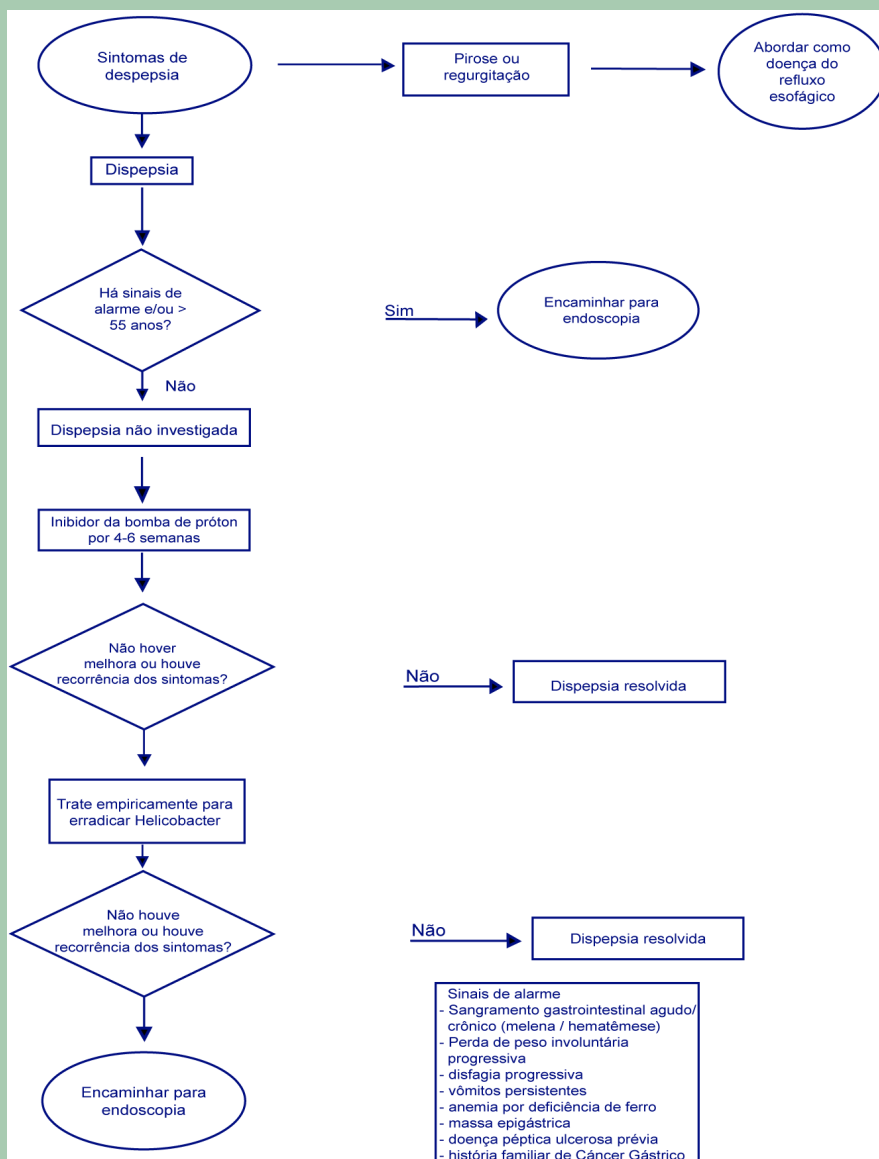 Sintomas de
despepsia
Pirose ou
regurgitação
Abordar como
doença do
refluxo
esofágico
Dispepsia
Há sinais de
alarme e/ou >
55 anos?
Sim
Encaminhar para
endoscopia
Não
Dispepsia não investigada
Inibidor da bomba de próton
por 4-6 semanas
Não hover
melhora ou houve
recorrência dos sintomas?
Não
Dispepsia resolvida
Trate empiricamente para
erradicar Helicobacter
Não houve
melhora ou houve
recorrência dos sintomas?
Não
Dispepsia resolvida
Encaminhar para
endoscopia
Sinais de alarme
- Sangramento gastrointestinal agudo/
crônico (melena / hematêmese)
- Perda de peso involuntária
progressiva
- disfagia progressiva
- vômitos persistentes
- anemia por deficiência de ferro
- massa epigástrica
- doença péptica ulcerosa prévia
- história familiar de Câncer Gástrico